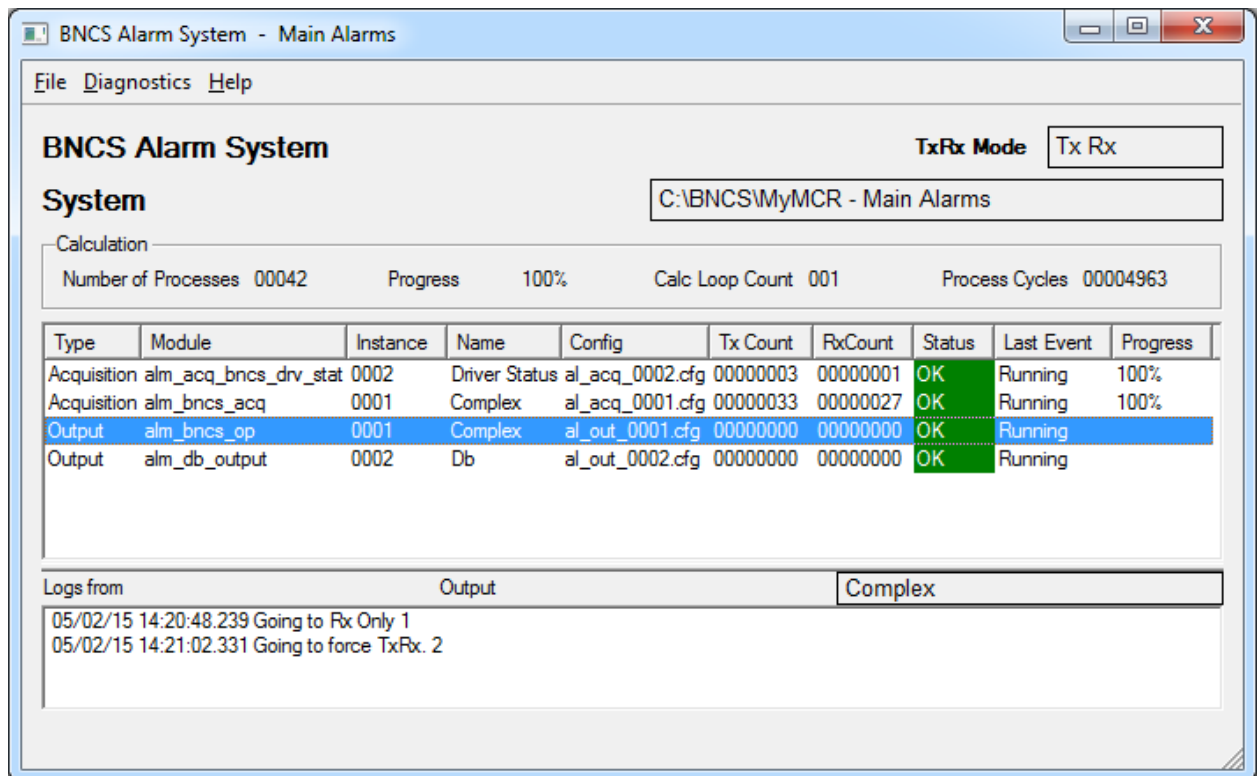 BNCS Alarm System - Main Alarms
File Diagnostics Help
BNCS Alarm System TxRx Mode Tx Rx
System C:\BNCS\MyMCR - Main Alarms
Calculation
Number of Processes 00042 Progress 100% Calc Loop Count 001 Process Cycles 00004963
Type Module Instance Name Config Tx Count RxCount Status Last Event Progress
Acquisition alm_acq_bncs_drv_stat 0002 Driver Status al_acq_0002.cfg 00000003 00000001 OK Running 100%
Acquisition alm_bncs_acq 0001 Complex al_acq_0001.cfg 00000033 00000027 OK Running 100%
Output alm_bncs_op 0001 Complex al_out_0001.cfg 00000000 00000000 OK Running
Output alm_db_output 0002 Db al_out_0002.cfg 00000000 00000000 OK Running
Logs from Output Complex
05/02/15 14:20:48.239 Going to Rx Only 1
05/02/15 14:21:02.331 Going to force TxRx. 2